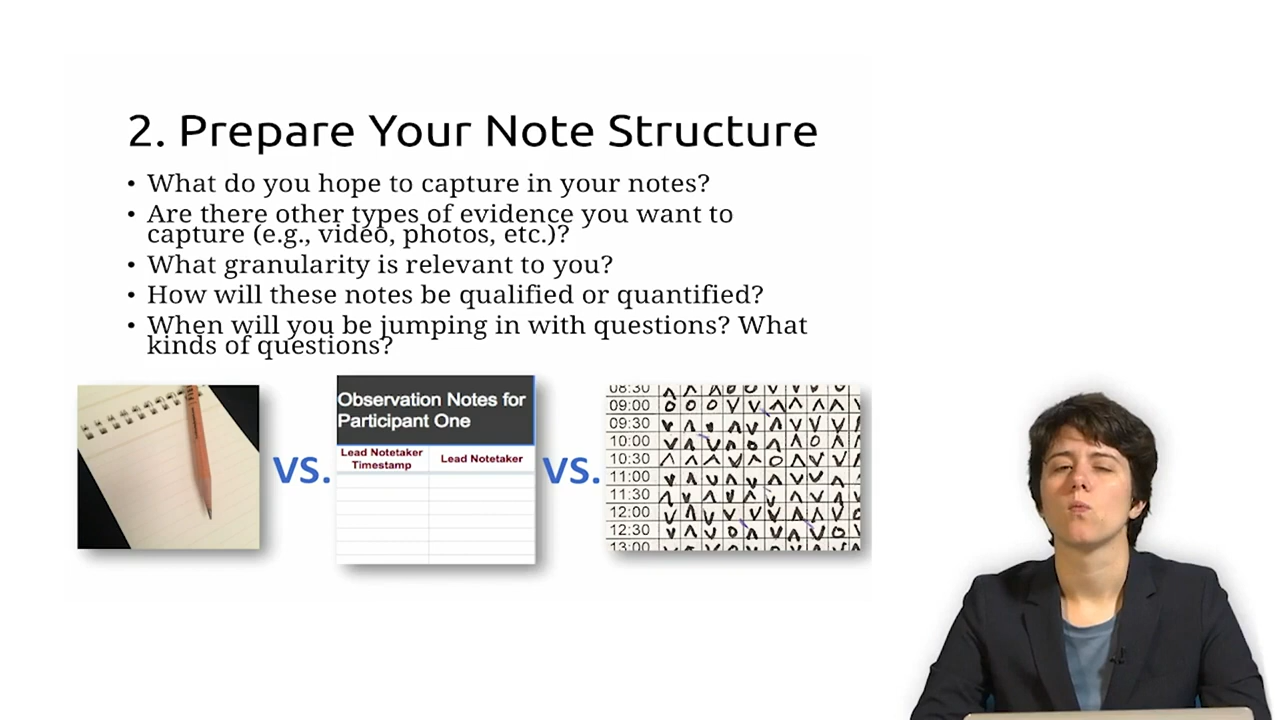 2. Prepare Your Note Structure
• What do you hope to capture in your notes?
• Are there other types of evidence you want to
capture (e.g., video, photos, etc.)?
• What granularity is relevant to you?
• How will these notes be qualified or quantified?
• When will you be jumping in with questions? What
kinds of questions?
VS.
Observation Notes for
Participant One
Lead Notetaker
Timestamp
Lead Notetaker
VS.
08:30
09:00
09:30
10:00
10:30
11:00
11:30
12:00
12:30
13:00